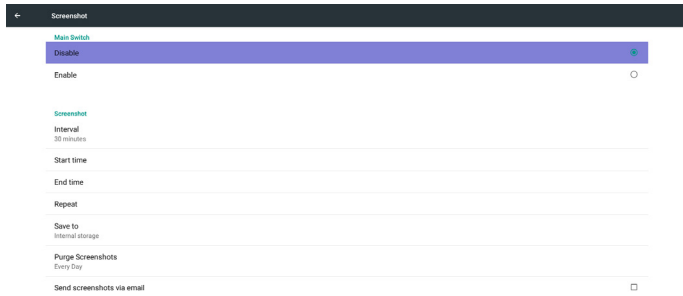 Screenshot
Main Switch
Disable
Enable
Screenshot
Interval
30 minutes
Start time
End time
Repeat
Save to
Internal storage
Purge Screenshots
Every Day
Send screenshots via email